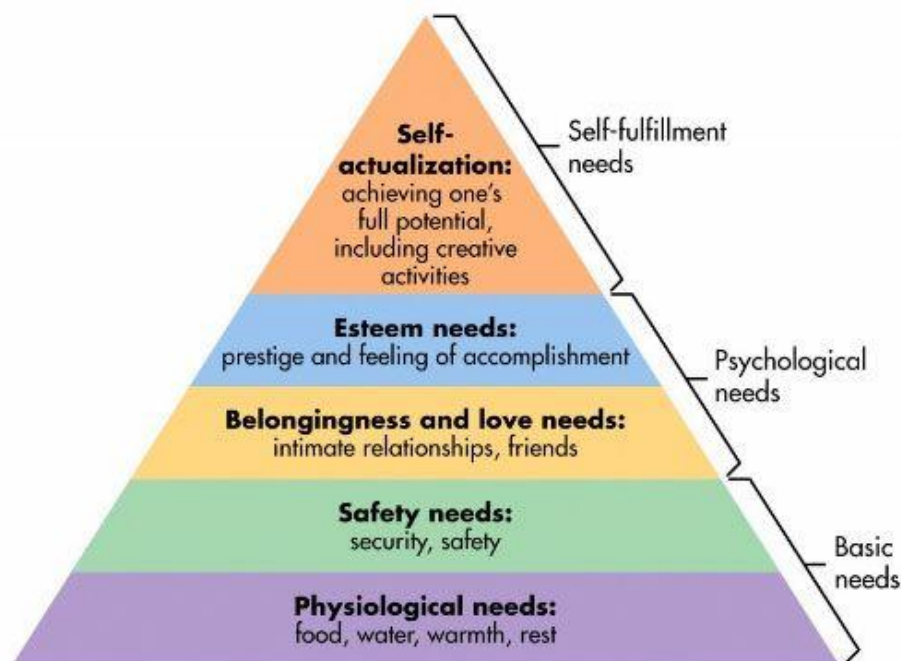 Self-
actualization:
achieving one's
full potential,
including creative
activities
Self-fulfillment
needs
Esteem needs:
prestige and feeling of accomplishment
Psychological
needs
Belongingness and love needs:
intimate relationships, friends
Safety needs:
security, safety
Basic
needs
Physiological needs:
food, water, warmth, rest